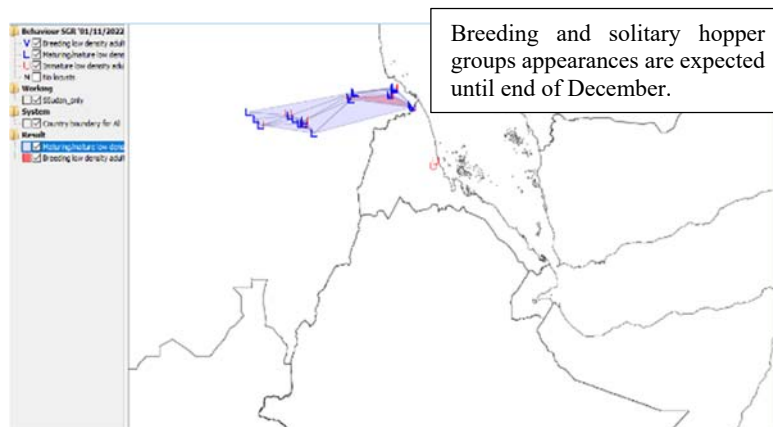 Behaviour SGR '01/11/2022
V Breeding low density adult
L Maturing/mature low dens
U Immature low density adu
N No locusts
Working
SSudan_only
System
Country boundary for Al
Result
Maturing/mature low dens
Breeding low density adult
Breeding and solitary hopper
groups appearances are expected
until end of December.